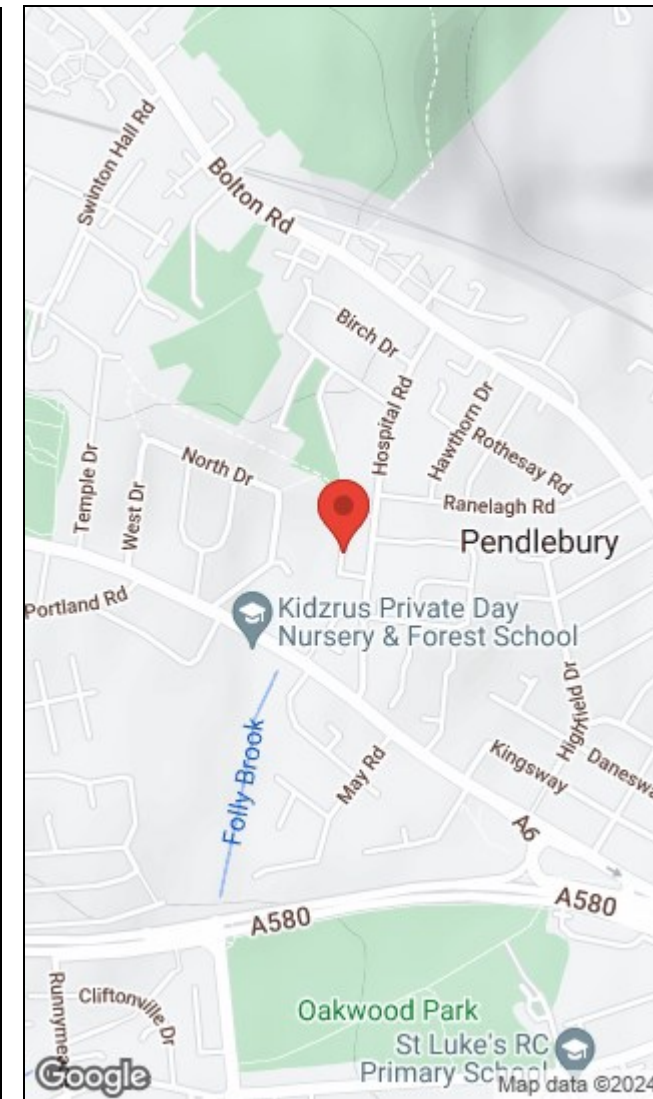 Swinton Hall Rd
Bolton Rd
Birch Dr
Hospital Rd
Hawthorn Dr
Rothesay Rd
North Dr
Temple Dr
West Dr
Ranelagh Rd
Pendlebury
Portland Rd
Kidzrus Private Day
Nursery & Forest School
Highfield Dr
Folly Brook
May Rd
Kingsway
Daneswa
A6
A580
A580
Runnymea
Cliftonville Dr
Oakwood Park
St Luke's RC
Primary School
Google
Map data ©2024